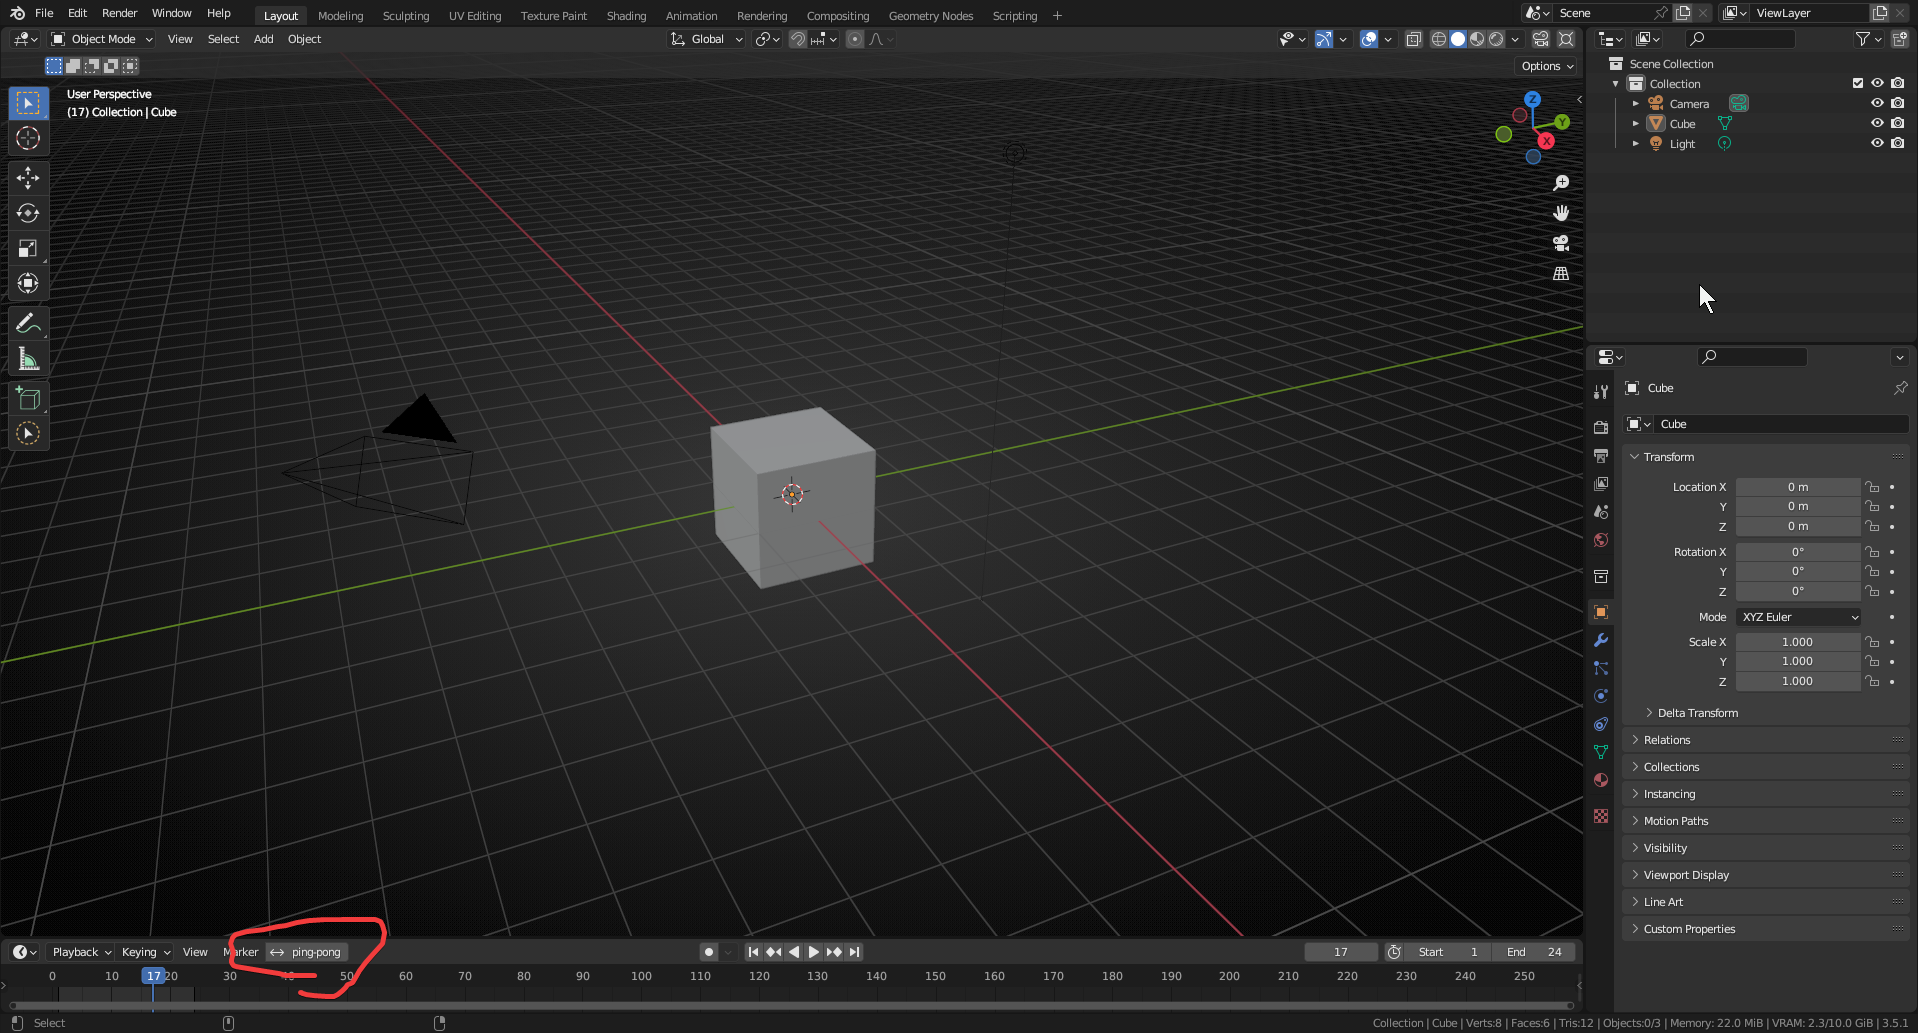 File Edit Render Window Help Layout Modeling Sculpting UV Editing Texture Paint Shading Animation Rendering Compositing Geometry Nodes Scripting + Scene ViewLayer
Object Mode View Select Add Object Global
Options
User Perspective
(17) Collection | Cube
Z
Y
X
Scene Collection
Collection
Camera
Cube
Light
Cube
Cube
Transform
Location X 0 m
Y 0 m
Z 0 m
Rotation X 0°
Y 0°
Z 0°
Mode XYZ Euler
Scale X 1.000
Y 1.000
Z 1.000
Delta Transform
Relations
Collections
Instancing
Motion Paths
Visibility
Viewport Display
Line Art
Custom Properties
Playback Keying View Marker ping-pong 17 Start 1 End 24
0 10 17 20 30 40 50 60 70 80 90 100 110 120 130 140 150 160 170 180 190 200 210 220 230 240 250
Select
Collection | Cube | Verts:8 | Faces:6 | Tris:12 | Objects:0/3 | Memory: 22.0 MiB | VRAM: 2.3/10.0 GiB | 3.5.1